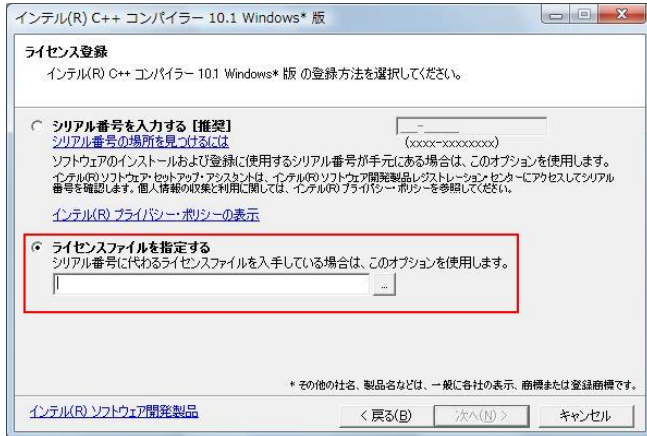 インテル(R) C++ コンパイラー 10.1 Windows* 版
ライセンス登録
インテル(R) C++ コンパイラー 10.1 Windows* 版 の登録方法を選択してください。
シリアル番号を入力する [推奨]
__-____
シリアル番号の場所を見つけるには
(xxxx-xxxxxxxx)
ソフトウェアのインストールおよび登録に使用するシリアル番号が手元にある場合は、このオプションを使用します。
インテル(R) ソフトウェア・セットアップ・アシスタントは、インテル(R) ソフトウェア開発製品レジストレーション センターにアクセスしてシリアル
番号を確認します。個人情報の収集と利用に関しては、インテル(R) プライバシー・ポリシーを参照してください。
インテル(R) プライバシー・ポリシーの表示
ライセンスファイルを指定する
シリアル番号に代わるライセンスファイルを入手している場合は、このオプションを使用します。
...
* その他の社名、製品名などは、一般に各社の表示、商標または登録商標です。
インテル(R) ソフトウェア開発製品
< 戻る(B)
次へ(N) >
キャンセル